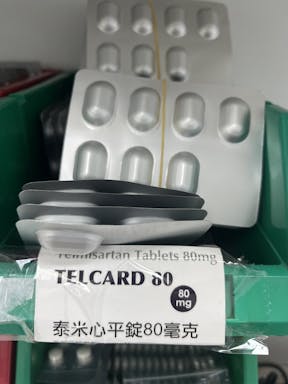 Telmisartan Tablets 80mg
TELCARD 80
80
mg
泰米心平錠80毫克